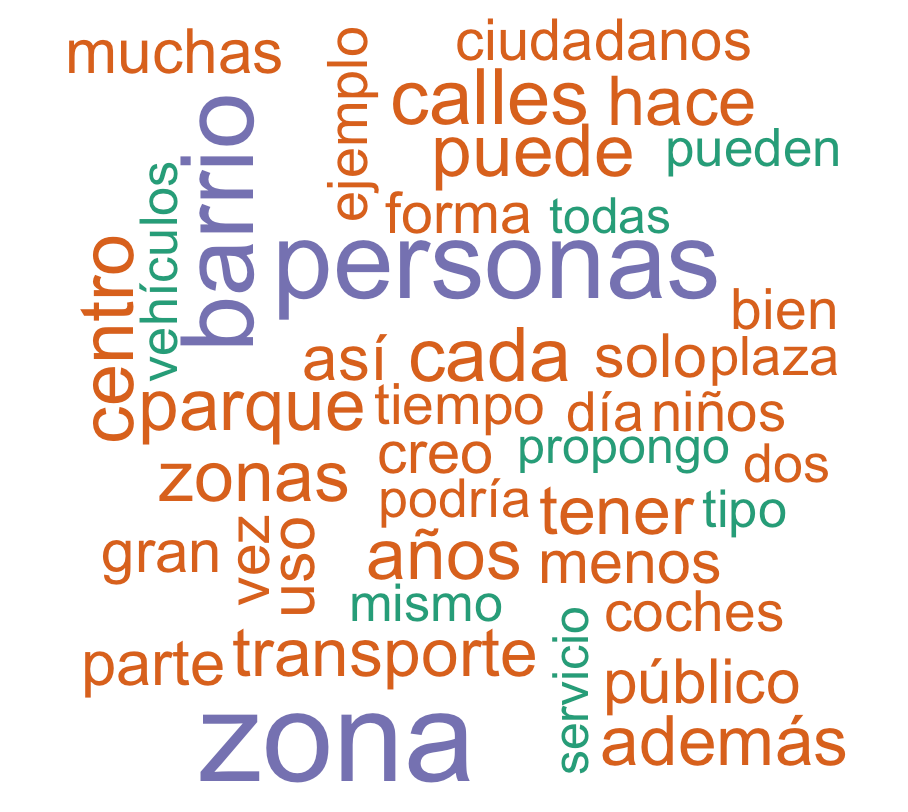 muchas
ejemplo
ciudadanos
calles
hace
barrio
puede
pueden
vehículos
forma
todas
centro
personas
bien
así
cada
solo
plaza
parque
tiempo
día
niños
creo
propongo
dos
zonas
podría
tener
tipo
gran
vez
uso
años
menos
mismo
coches
parte
transporte
servicio
público
zona
además